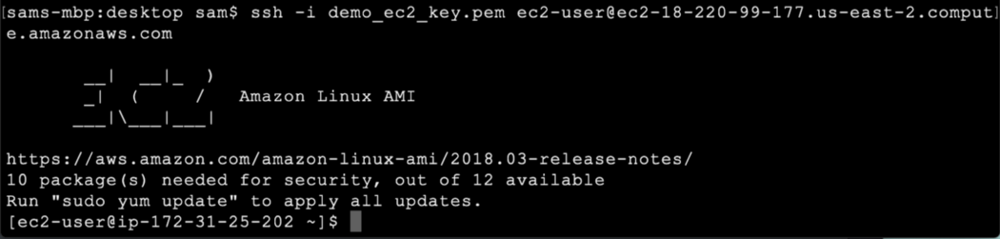 [sams-mbp:desktop sam$ ssh -i demo_ec2_key.pem ec2-user@ec2-18-220-99-177.us-east-2.comput]
e.amazonaws.com
       __|  __|_  )
       _|  (     /   Amazon Linux AMI
      ___|\___|___|
https://aws.amazon.com/amazon-linux-ami/2018.03-release-notes/
10 package(s) needed for security, out of 12 available
Run "sudo yum update" to apply all updates.
[ec2-user@ip-172-31-25-202 ~]$